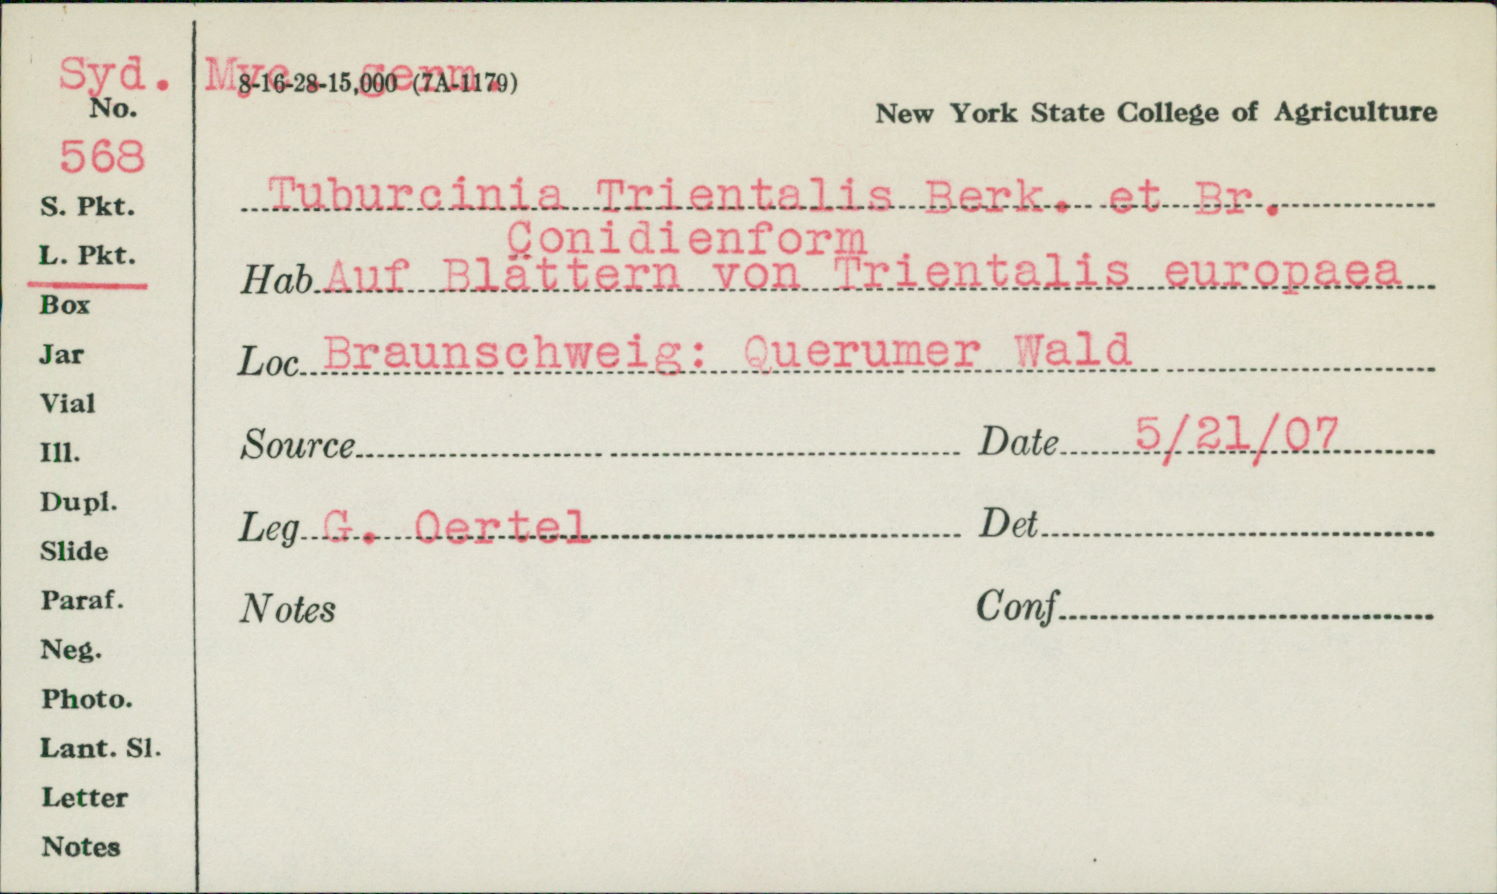 Syd. Myc. germ.
8-16-28-15,000 (7A-1179)
No.
New York State College of Agriculture
568
Tuburcinia Trientalis Berk. et Br.
S. Pkt.
Conidienform
L. Pkt.
Hab. Auf Blättern von Trientalis europaea
Box
Jar
Loc. Braunschweig: Querumer Wald
Vial
Ill.
Source
Date 5/21/07
Dupl.
Leg. G. Oertel
Det
Slide
Paraf.
Notes
Conf
Neg.
Photo.
Lant. Sl.
Letter
Notes